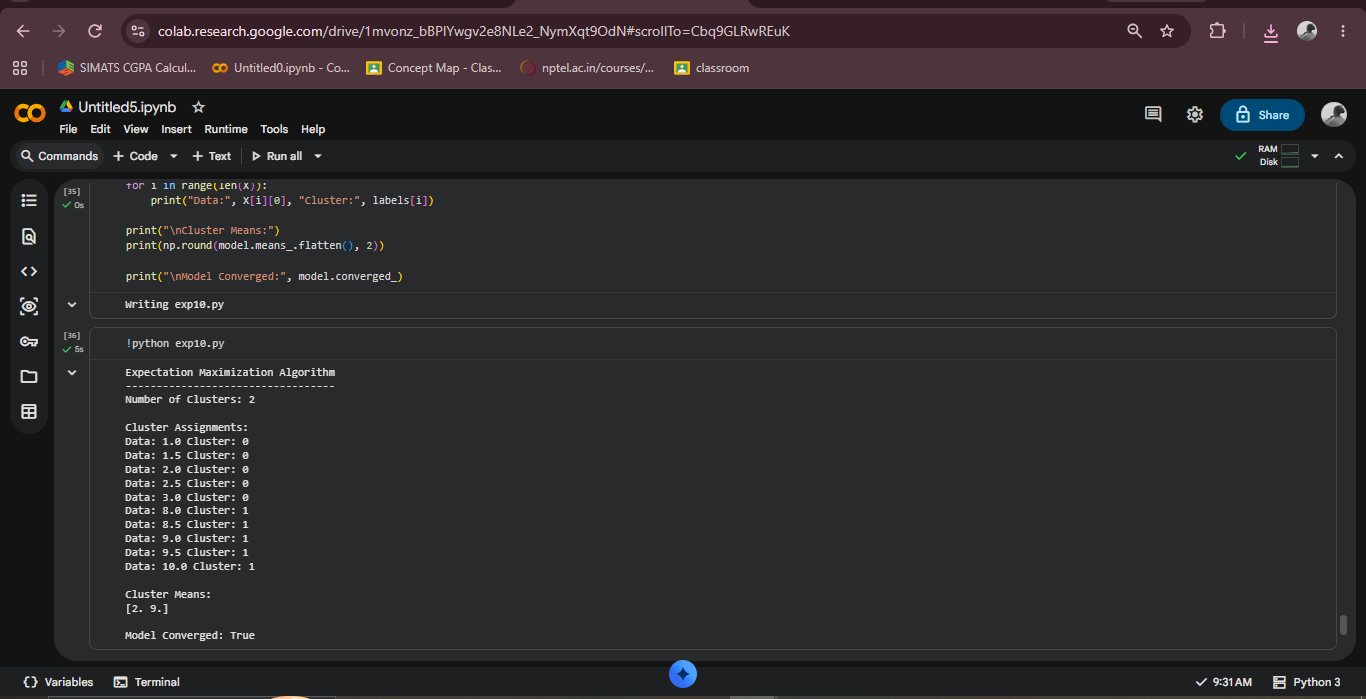 colab.research.google.com/drive/1mvonz_bBPlYwgv2e8NLe2_NymXqt9OdN#scrollTo=Cbq9GLRwREuK
SIMATS CGPA Calcul... Untitled0.ipynb - Co... Concept Map - Clas... nptel.ac.in/courses/... classroom
CO Untitled5.ipynb
File Edit View Insert Runtime Tools Help
Share
Commands + Code + Text Run all
RAM
Disk
[35]
0s
for i in range(len(X)):
print("Data:", X[i][0], "Cluster:", labels[i])
print("\nCluster Means:")
print(np.round(model.means_.flatten(), 2))
print("\nModel Converged:", model.converged_)
Writing exp10.py
[36]
5s
!python exp10.py
Expectation Maximization Algorithm
----------------------------------
Number of Clusters: 2
Cluster Assignments:
Data: 1.0 Cluster: 0
Data: 1.5 Cluster: 0
Data: 2.0 Cluster: 0
Data: 2.5 Cluster: 0
Data: 3.0 Cluster: 0
Data: 8.0 Cluster: 1
Data: 8.5 Cluster: 1
Data: 9.0 Cluster: 1
Data: 9.5 Cluster: 1
Data: 10.0 Cluster: 1
Cluster Means:
[2. 9.]
Model Converged: True
{} Variables Terminal 9:31 AM Python 3